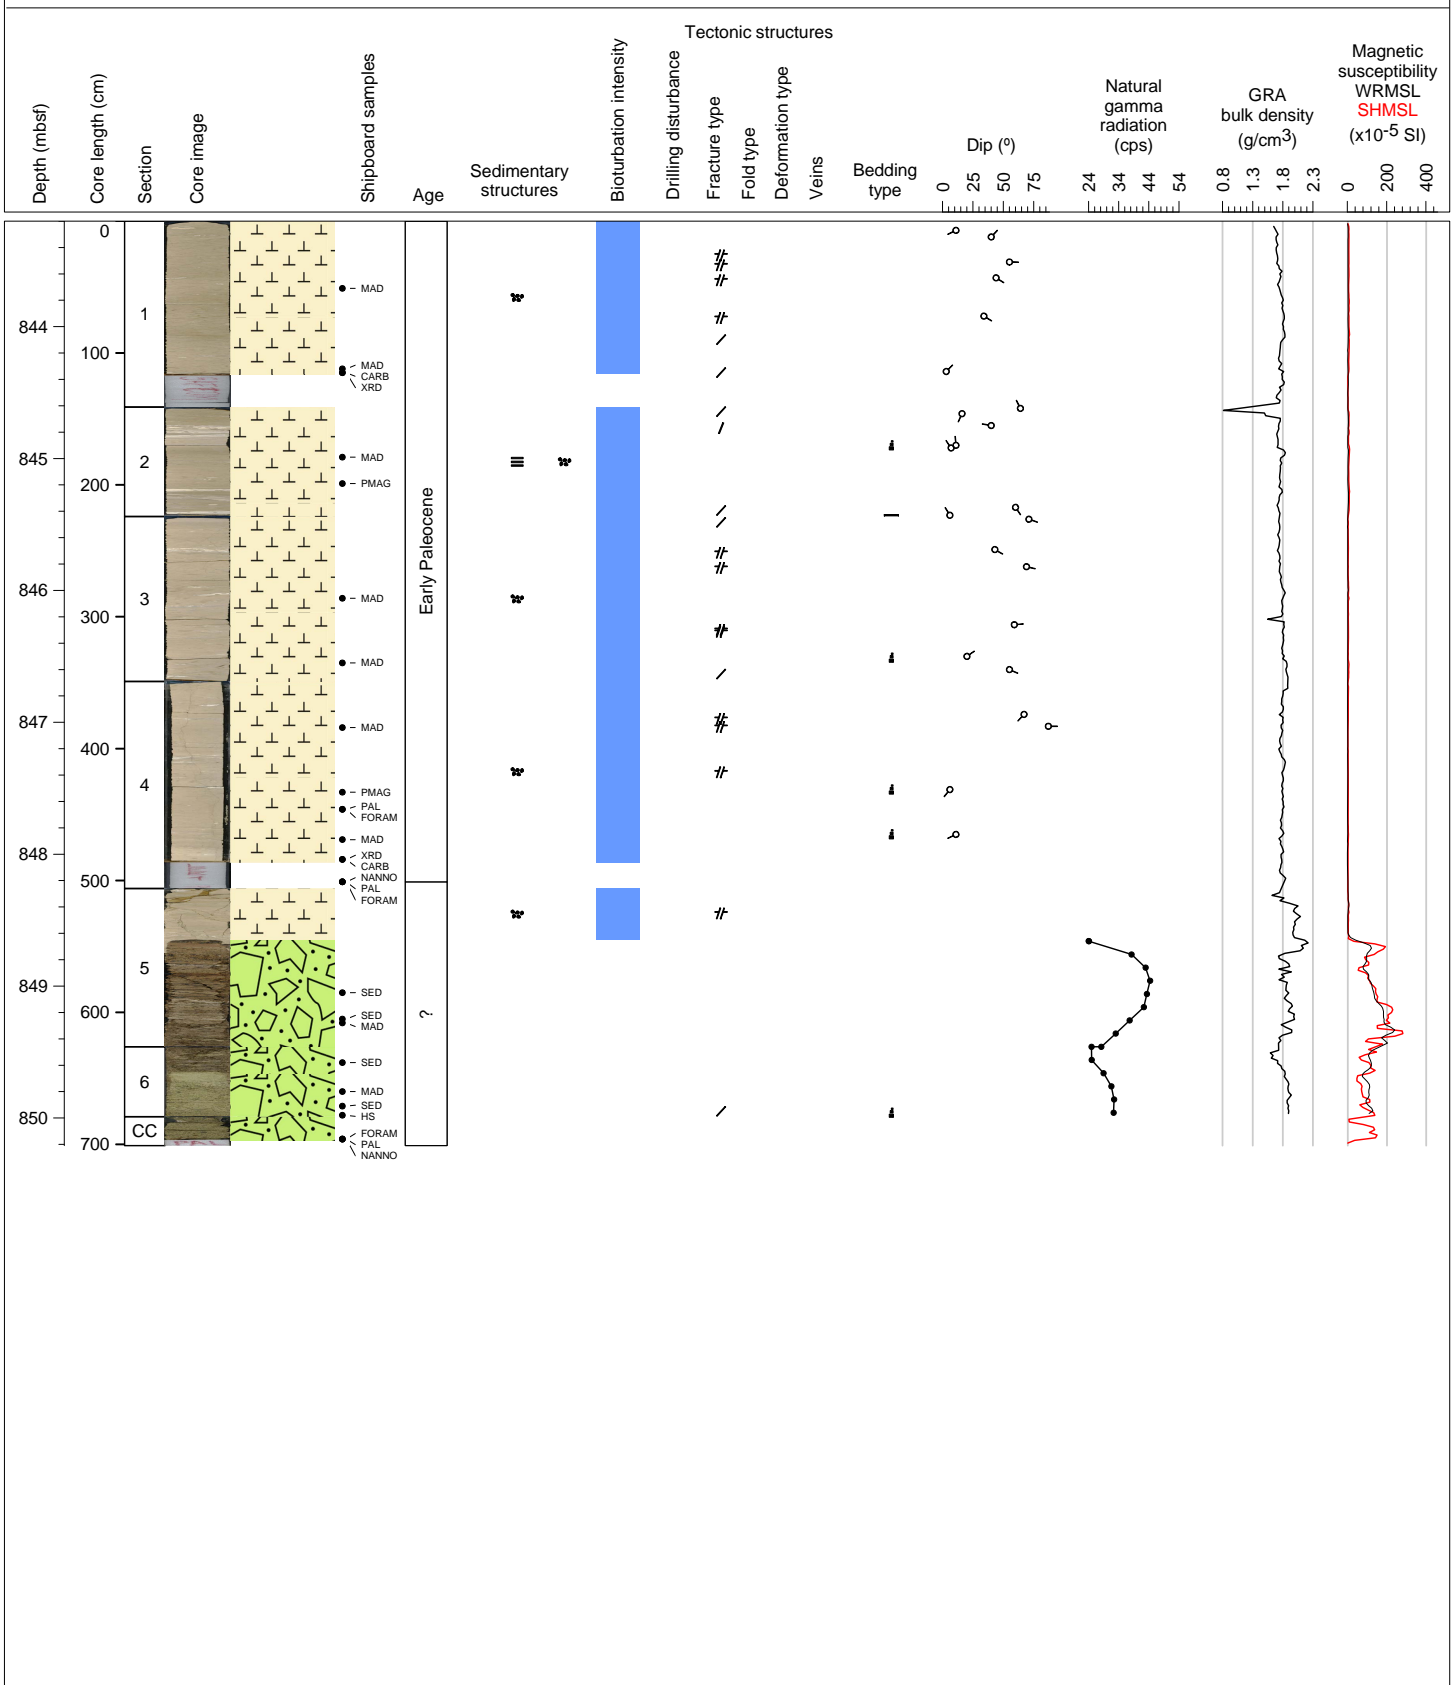 Tectonic structures
Depth (mbsf)
Core length (cm)
Section
Core image
Shipboard samples
Age
Sedimentary
structures
Bioturbation intensity
Drilling disturbance
Fracture type
Fold type
Deformation type
Veins
Bedding
type
Dip (º)
0 25 50 75
Natural
gamma
radiation
(cps)
24 34 44 54
GRA
bulk density
(g/cm3)
0.8 1.3 1.8 2.3
Magnetic
susceptibility
WRMSL
SHMSL
(x10-5 SI)
0 200 400
0
MAD
1
844
100
MAD
CARB
XRD
2
845
MAD
200
PMAG
Early Paleocene
846
3
MAD
300
MAD
847
MAD
400
4
PMAG
PAL
FORAM
MAD
848
XRD
CARB
500
NANNO
PAL
FORAM
5
849
SED
600
SED
MAD
?
SED
6
MAD
SED
HS
850
CC
FORAM
700
PAL
NANNO